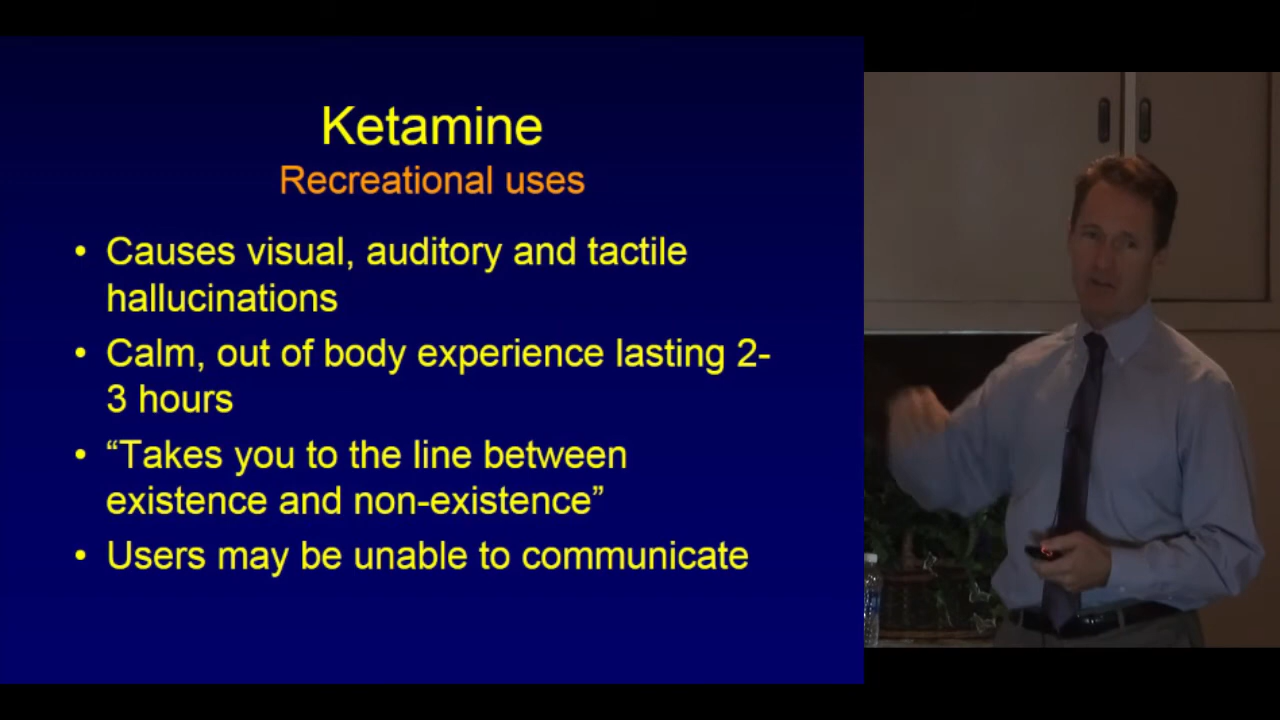 Ketamine
Recreational uses
• Causes visual, auditory and tactile
hallucinations
• Calm, out of body experience lasting 2-
3 hours
• “Takes you to the line between
existence and non-existence”
• Users may be unable to communicate